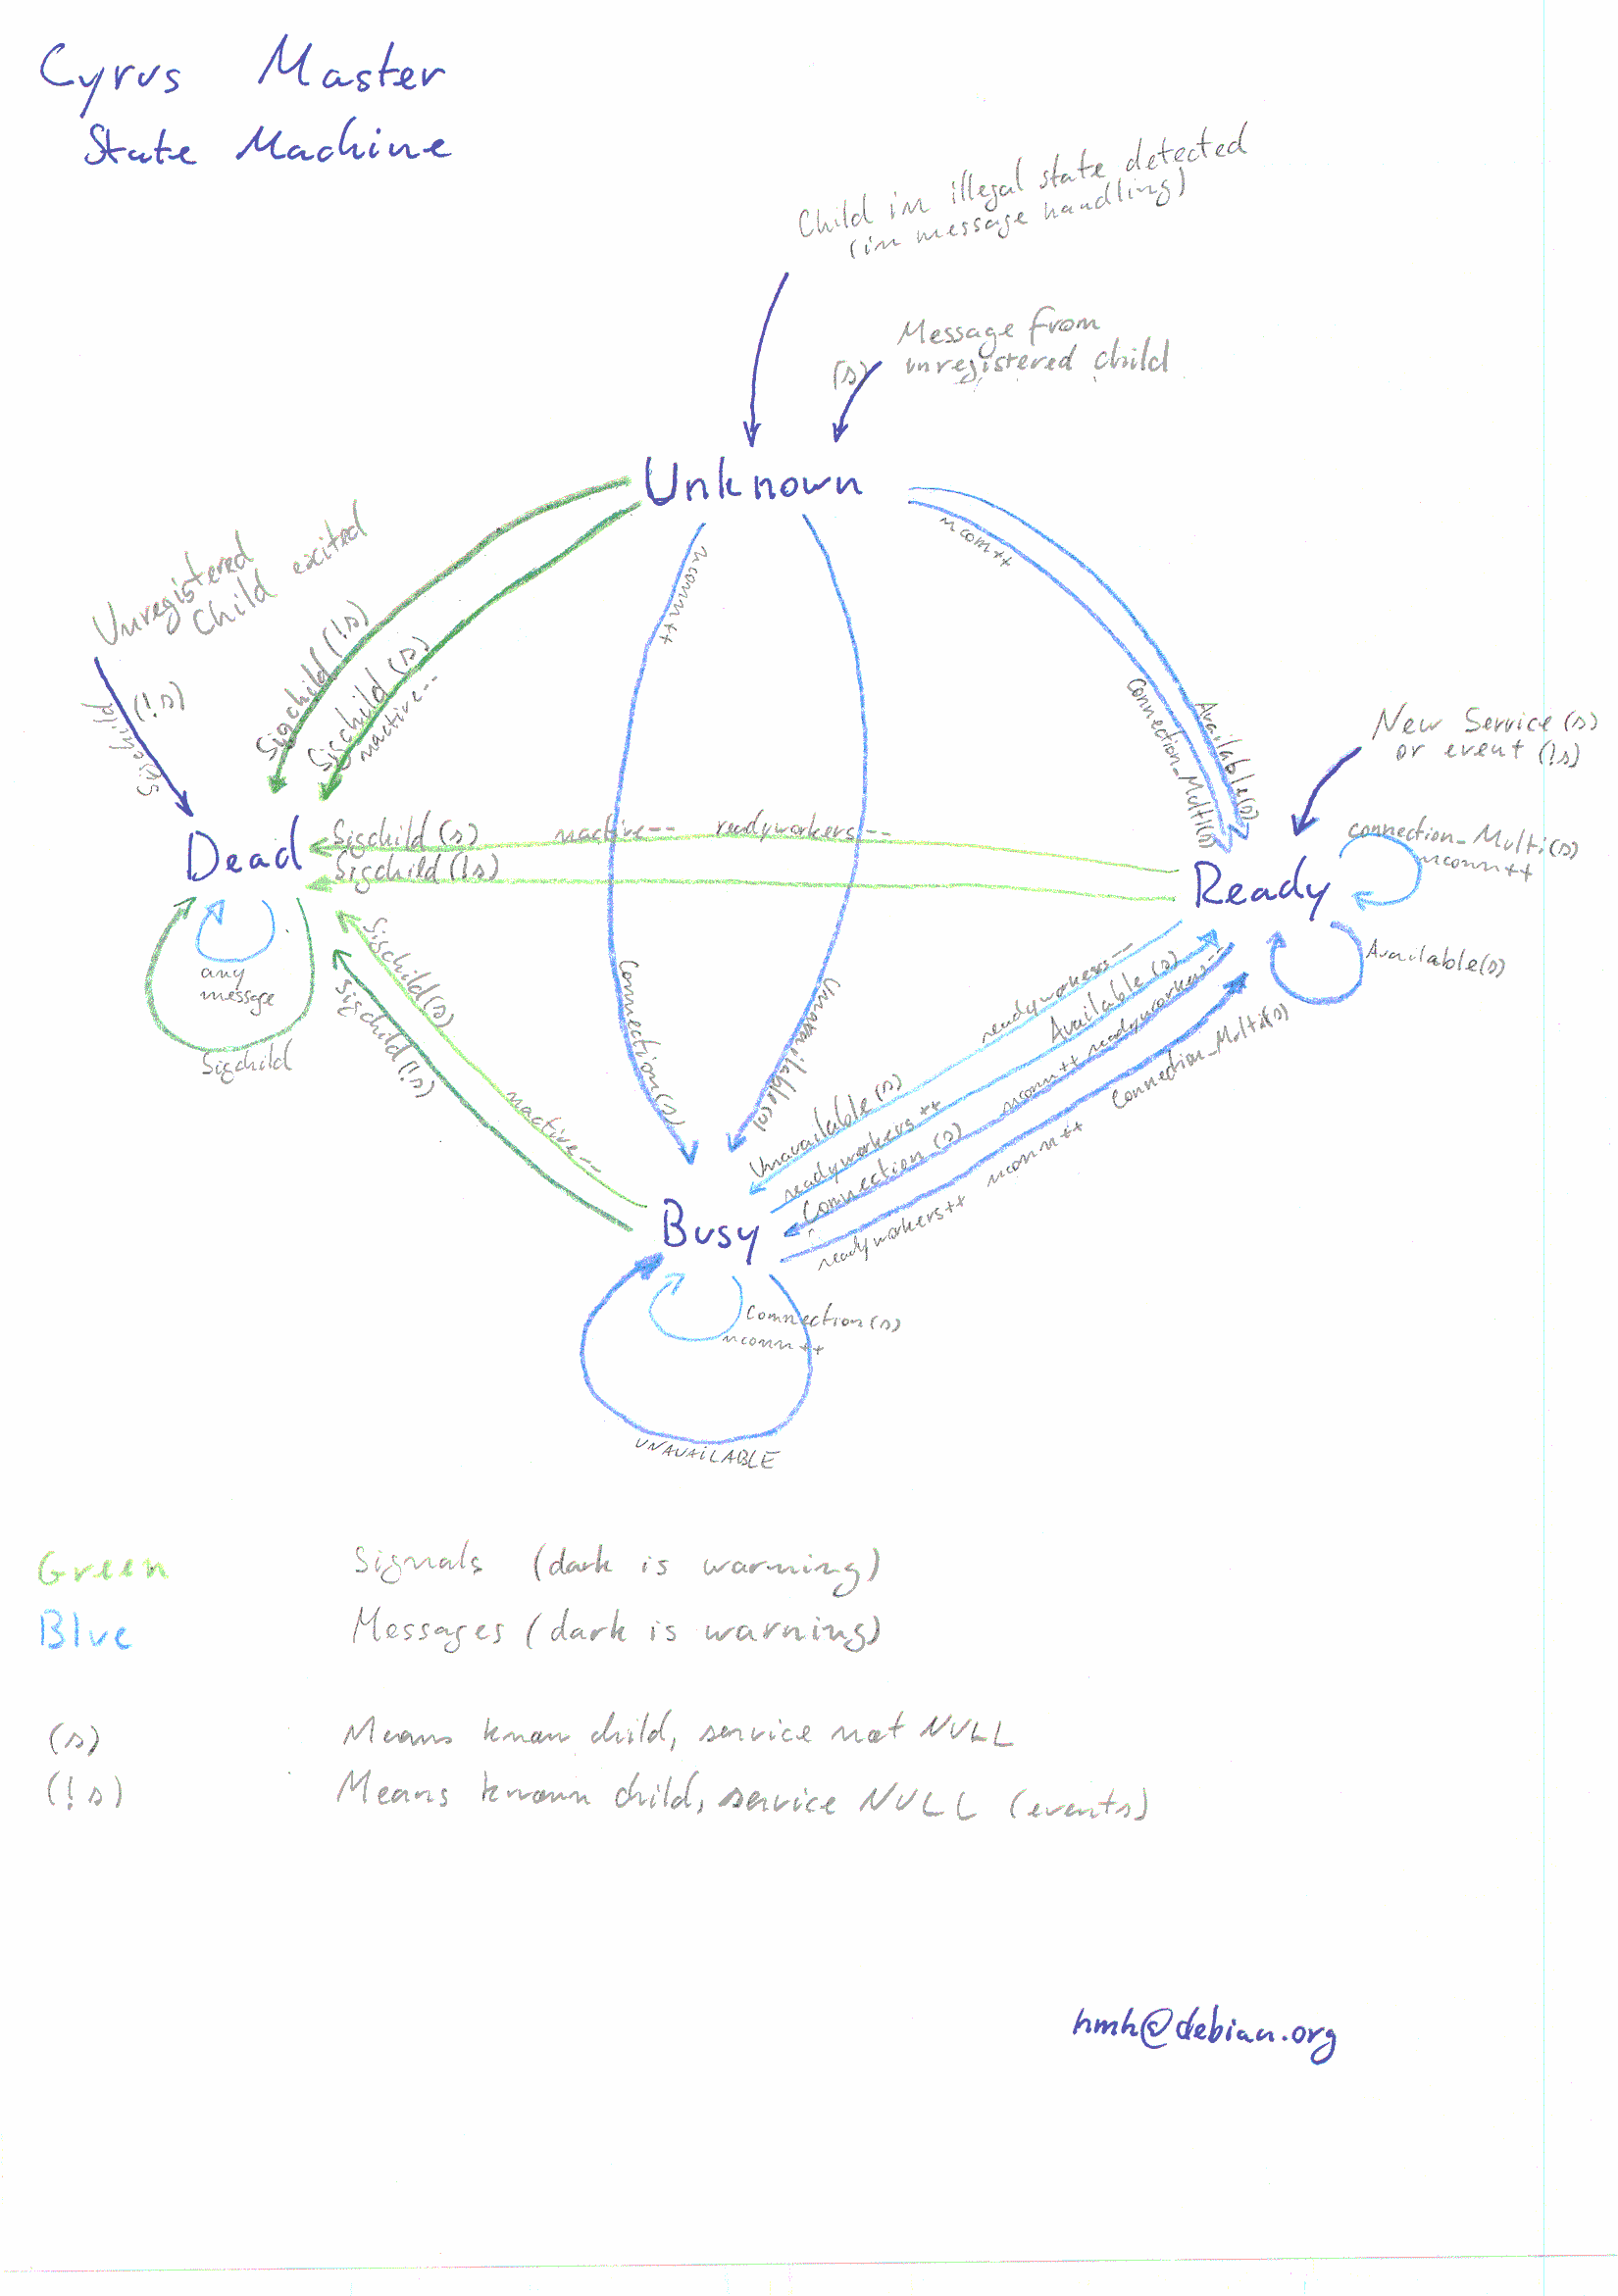 Cyrus Master
State Machine
Child in illegal state detected
(in message handling)
Message from
(s) unregistered child
Unknown
Unregistered
Child exited
Sigchild (!s)
Sigchild (!s)
Sigchild (s)
nactive--
nconn++
ncom++
Connection_Multi(s)
Available(s)
New Service (s)
or event (!s)
Dead
Sigchild (s) nactive-- readyworkers--
Sigchild (!s)
Ready
connection_Multi(s)
nconn++
Available(s)
any
message
Sigchild
Sigchild(s)
nactive--
Sigchild(!s)
Connection(s)
Unavailable(s)
Unavailable(s) readyworkers--
readyworkers++ Available(s)
Connection(s) nconn++ readyworkers--
readyworkers++ nconn++ Connection_Multi(s)
Busy
Connection(s)
nconn++
UNAVAILABLE
Green Signals (dark is warning)
Blue Messages (dark is warning)
(s) Means know child, service not NULL
(!s) Means known child, service NULL (events)
hmh@debian.org